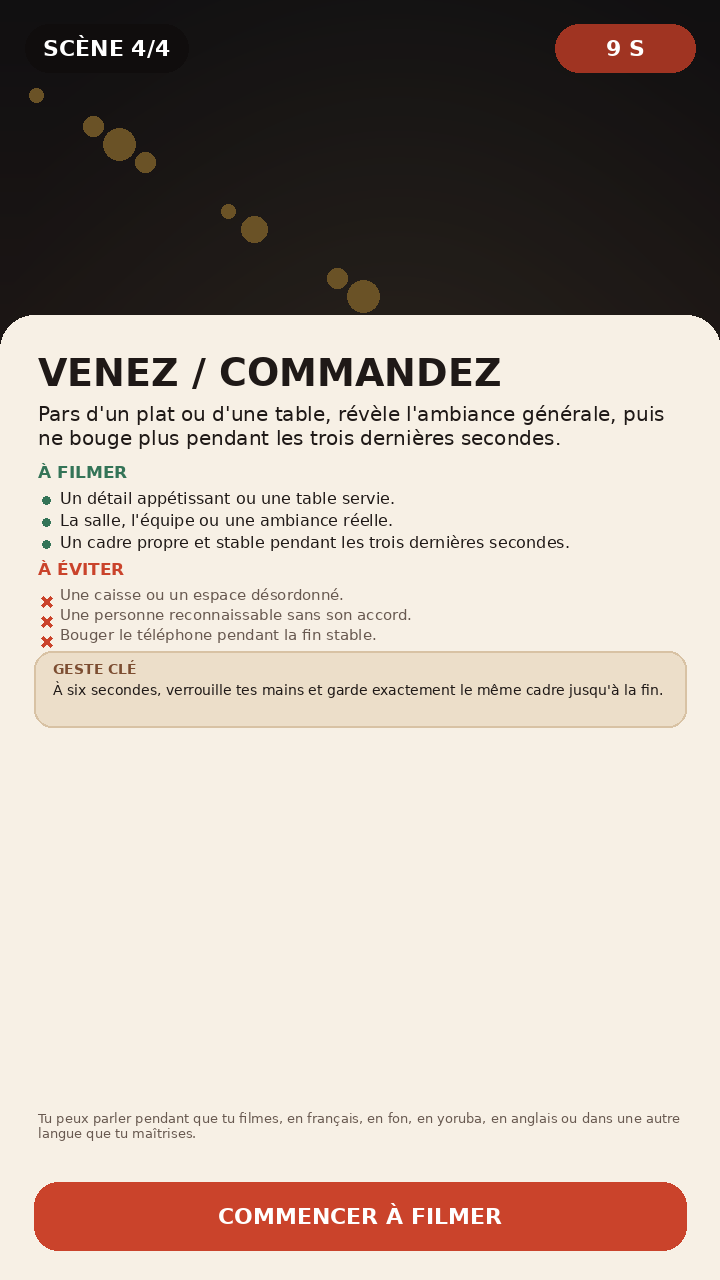 SCÈNE 4/4
9 S
VENEZ / COMMANDEZ
Pars d'un plat ou d'une table, révèle l'ambiance générale, puis
ne bouge plus pendant les trois dernières secondes.
À FILMER
Un détail appétissant ou une table servie.
La salle, l'équipe ou une ambiance réelle.
Un cadre propre et stable pendant les trois dernières secondes.
À ÉVITER
Une caisse ou un espace désordonné.
Une personne reconnaissable sans son accord.
Bouger le téléphone pendant la fin stable.
GESTE CLÉ
À six secondes, verrouille tes mains et garde exactement le même cadre jusqu'à la fin.
Tu peux parler pendant que tu filmes, en français, en fon, en yoruba, en anglais ou dans une autre
langue que tu maîtrises.
COMMENCER À FILMER